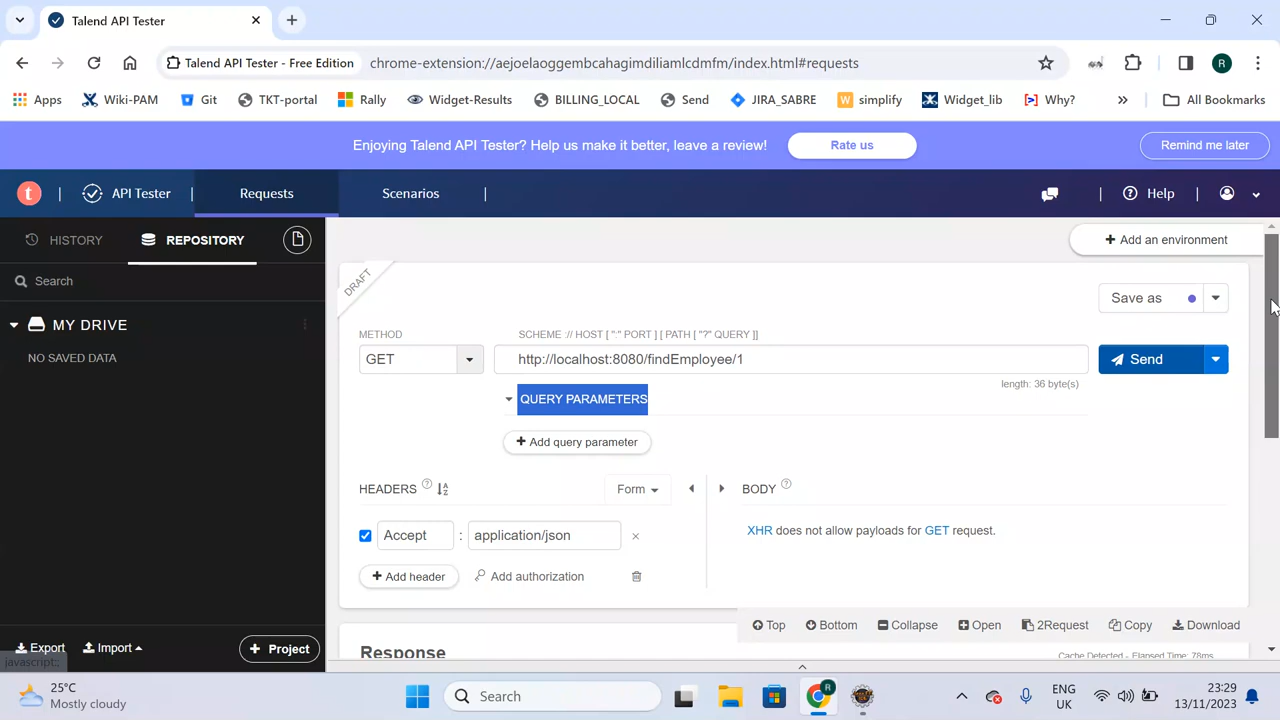 Talend API Tester
Talend API Tester - Free Edition chrome-extension://aejoelaoggembcahagimdiliamlcdmfm/index.html#requests R
Apps Wiki-PAM Git TKT-portal Rally Widget-Results BILLING_LOCAL Send JIRA_SABRE W simplify Widget_lib [>] Why? » All Bookmarks
Enjoying Talend API Tester? Help us make it better, leave a review! Rate us Remind me later
t | API Tester | Requests Scenarios | | ? Help |
HISTORY REPOSITORY
+ Add an environment
Search
DRAFT
Save as
MY DRIVE
METHOD SCHEME :// HOST [ ":" PORT ] [ PATH [ "?" QUERY ]]
NO SAVED DATA
GET http://localhost:8080/findEmployee/1 Send
length: 36 byte(s)
QUERY PARAMETERS
+ Add query parameter
HEADERS ? Form BODY ?
XHR does not allow payloads for GET request.
Accept : application/json ×
+ Add header Add authorization
Top Bottom Collapse Open 2Request Copy Download
Export Import + Project
Response Cache Detected - Elapsed Time: 78ms
javascript:;
25°C
Mostly cloudy
Search
R
ENG
UK
23:29
13/11/2023